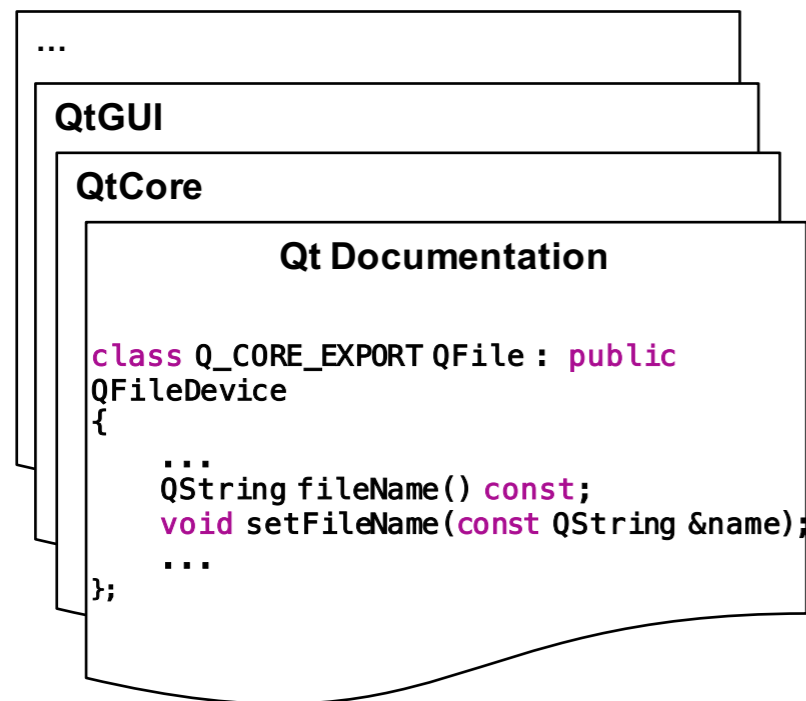 ...
QtGUI
QtCore
Qt Documentation
class Q_CORE_EXPORT QFile : public
QFileDevice
{
...
QString fileName() const;
void setFileName(const QString &name);
...
};